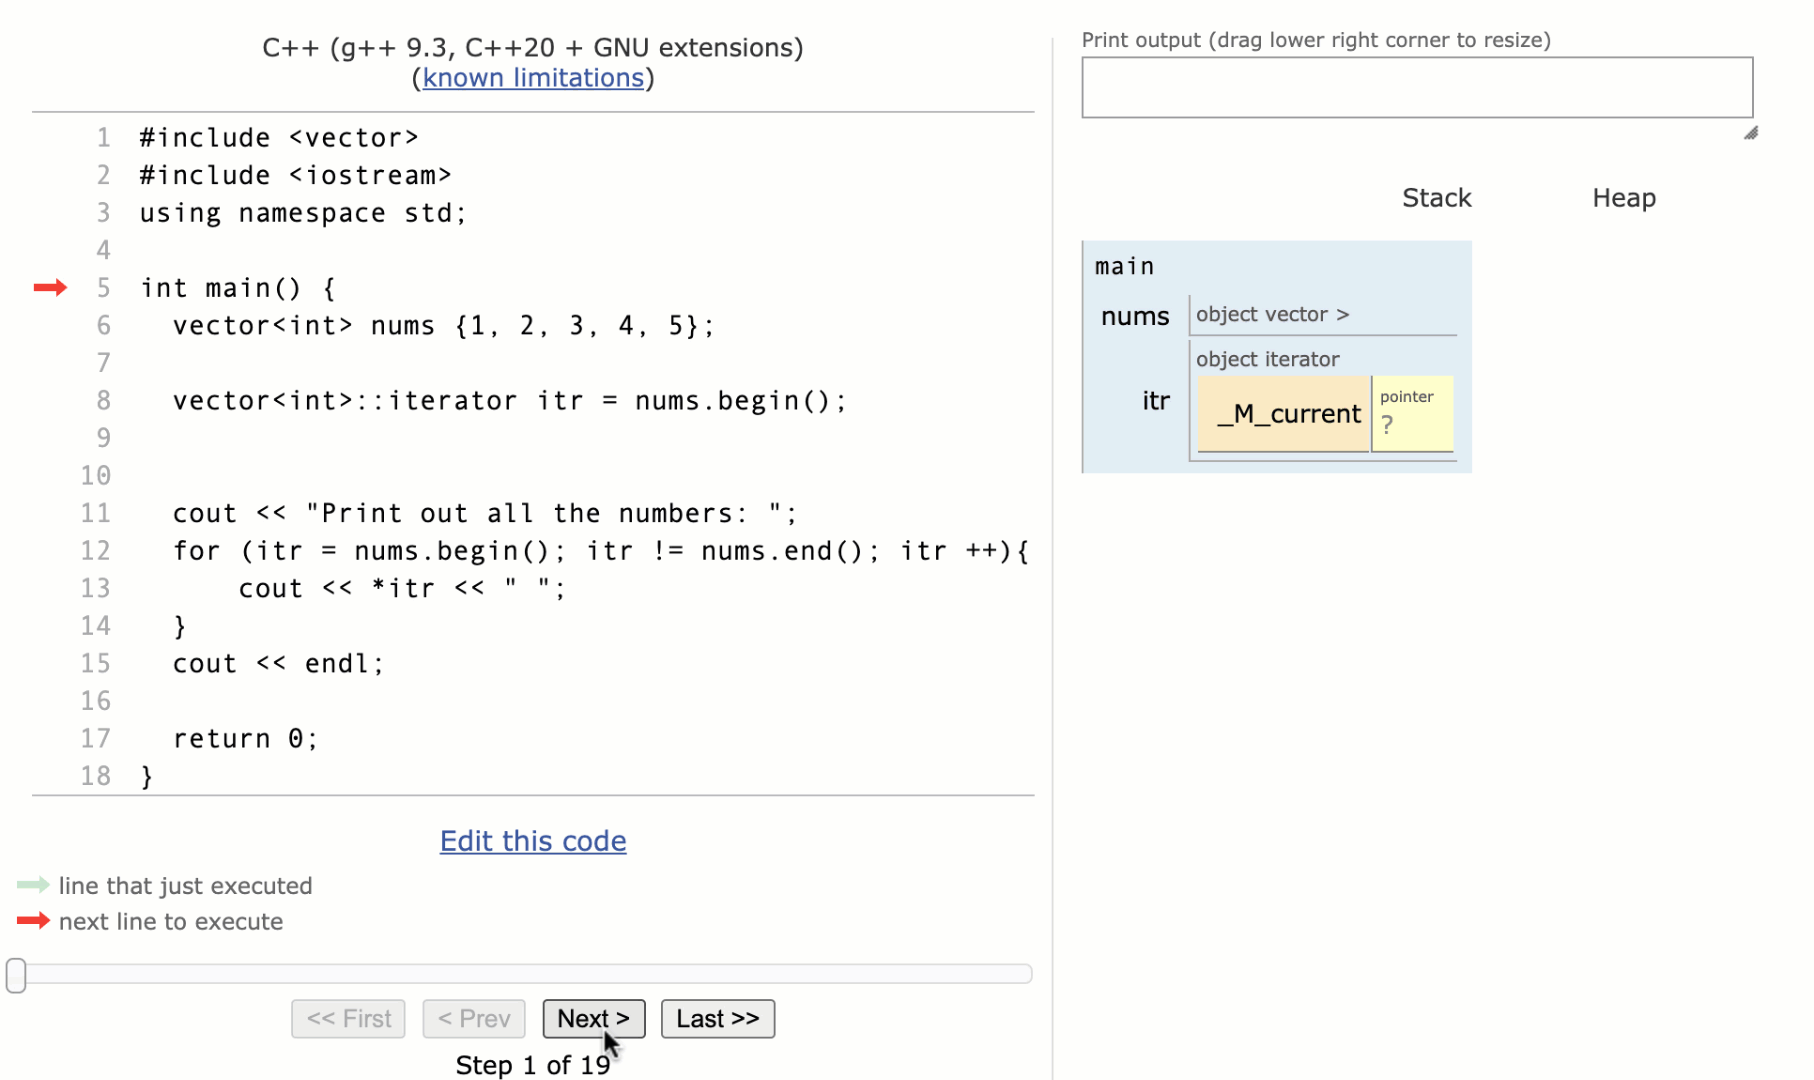 C++ (g++ 9.3, C++20 + GNU extensions)
(known limitations)
1 #include <vector>
2 #include <iostream>
3 using namespace std;
4
5 int main() {
6 vector<int> nums {1, 2, 3, 4, 5};
7
8 vector<int>::iterator itr = nums.begin();
9
10
11 cout << "Print out all the numbers: ";
12 for (itr = nums.begin(); itr != nums.end(); itr ++){
13 cout << *itr << " ";
14 }
15 cout << endl;
16
17 return 0;
18 }
Edit this code
line that just executed
next line to execute
<< First < Prev Next > Last >>
Step 1 of 19
Print output (drag lower right corner to resize)
Stack Heap
main
nums object vector >
object iterator
itr _M_current pointer
?